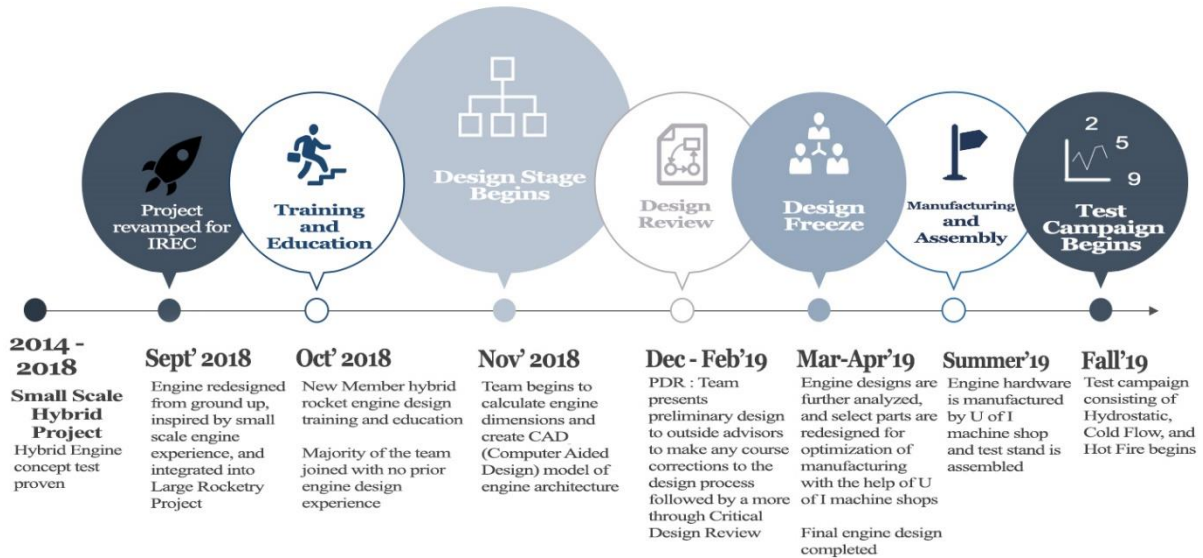 Project
revamped for
IREC
Training
and
Education
Design Stage
Begins
Design
Review
Design
Freeze
Manufacturing
and
Assembly
2
5
9
Test
Campaign
Begins
2014 -
2018
Small Scale
Hybrid
Project
Hybrid Engine
concept test
proven
Sept' 2018
Engine redesigned
from ground up,
inspired by small
scale engine
experience, and
integrated into
Large Rocketry
Project
Oct' 2018
New Member hybrid
rocket engine design
training and education
Majority of the team
joined with no prior
engine design
experience
Nov' 2018
Team begins to
calculate engine
dimensions and
create CAD
(Computer Aided
Design) model of
engine architecture
Dec - Feb'19
PDR : Team
presents
preliminary design
to outside advisors
to make any course
corrections to the
design process
followed by a more
through Critical
Design Review
Mar-Apr'19
Engine designs are
further analyzed,
and select parts are
redesigned for
optimization of
manufacturing
with the help of U
of I machine shops
Final engine design
completed
Summer'19
Engine hardware
is manufactured
by U of I
machine shop
and test stand is
assembled
Fall'19
Test campaign
consisting of
Hydrostatic,
Cold Flow, and
Hot Fire begins